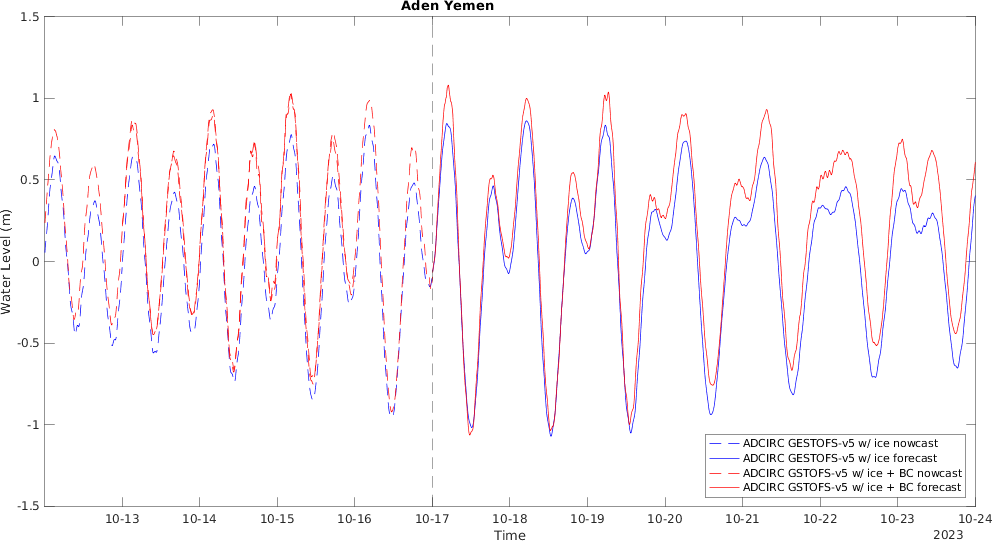 Aden Yemen
1.5
1
0.5
0
-0.5
-1
-1.5
Water Level (m)
10-13 10-14 10-15 10-16 10-17 10-18 10-19 10-20 10-21 10-22 10-23 10-24
Time
2023
ADCIRC GESTOFS-v5 w/ ice nowcast
ADCIRC GESTOFS-v5 w/ ice forecast
ADCIRC GSTOFS-v5 w/ ice + BC nowcast
ADCIRC GSTOFS-v5 w/ ice + BC forecast